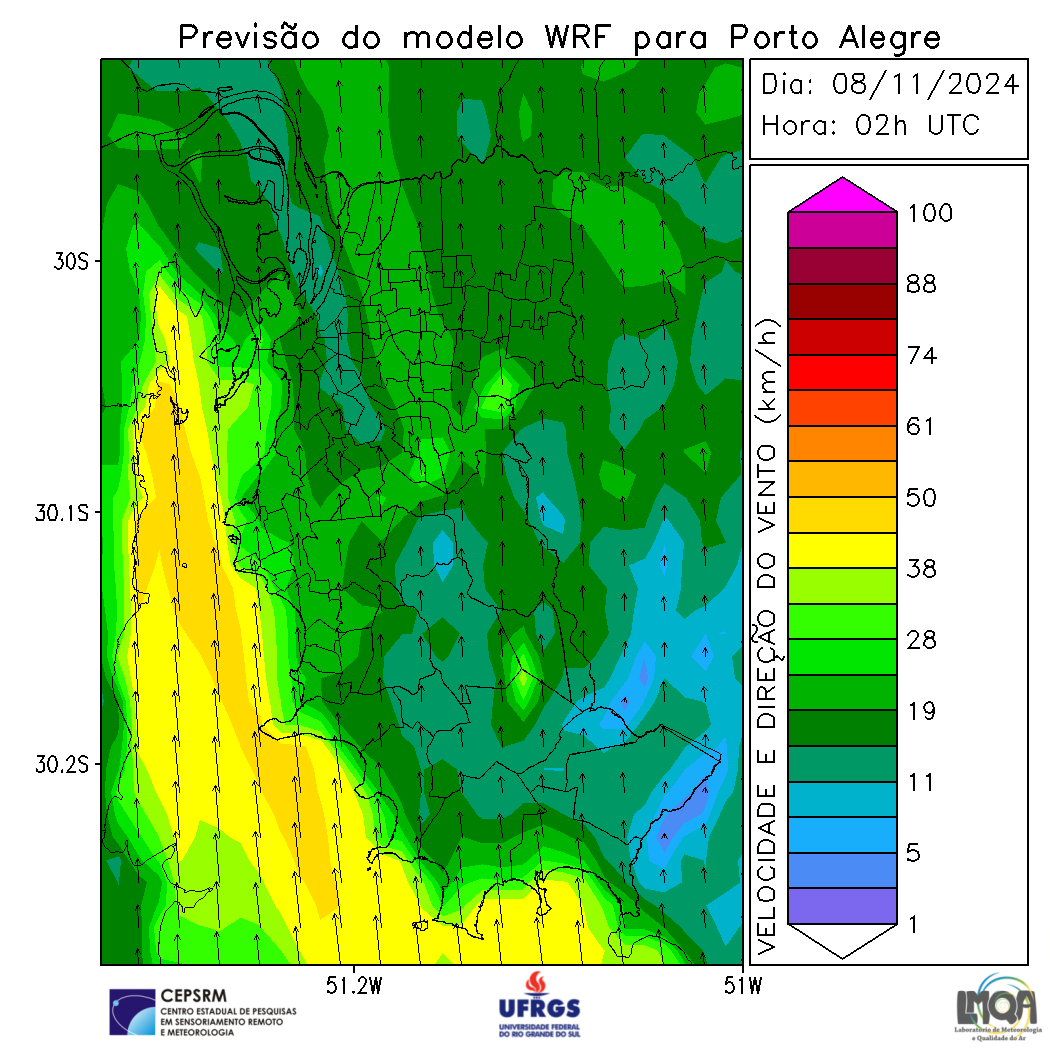 Previsão do modelo WRF para Porto Alegre
Dia: 08/11/2024
Hora: 02h UTC
30S
30.1S
30.2S
51.2W
51W
VELOCIDADE E DIREÇÃO DO VENTO (km/h)
100
88
74
61
50
38
28
19
11
5
1
CEPSRM
CENTRO ESTADUAL DE PESQUISAS
EM SENSORIAMENTO REMOTO
E METEOROLOGIA
UFRGS
UNIVERSIDADE FEDERAL
DO RIO GRANDE DO SUL
LMQA
Laboratório de Meteorologia
e Qualidade do Ar